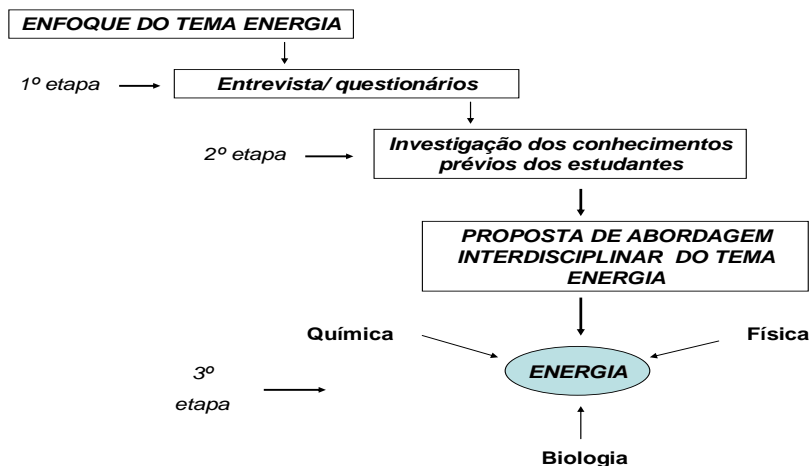 ENFOQUE DO TEMA ENERGIA
1º etapa
Entrevista/ questionários
2º etapa
Investigação dos conhecimentos
prévios dos estudantes
PROPOSTA DE ABORDAGEM
INTERDISCIPLINAR DO TEMA
ENERGIA
Química
Física
3º
etapa
ENERGIA
Biologia